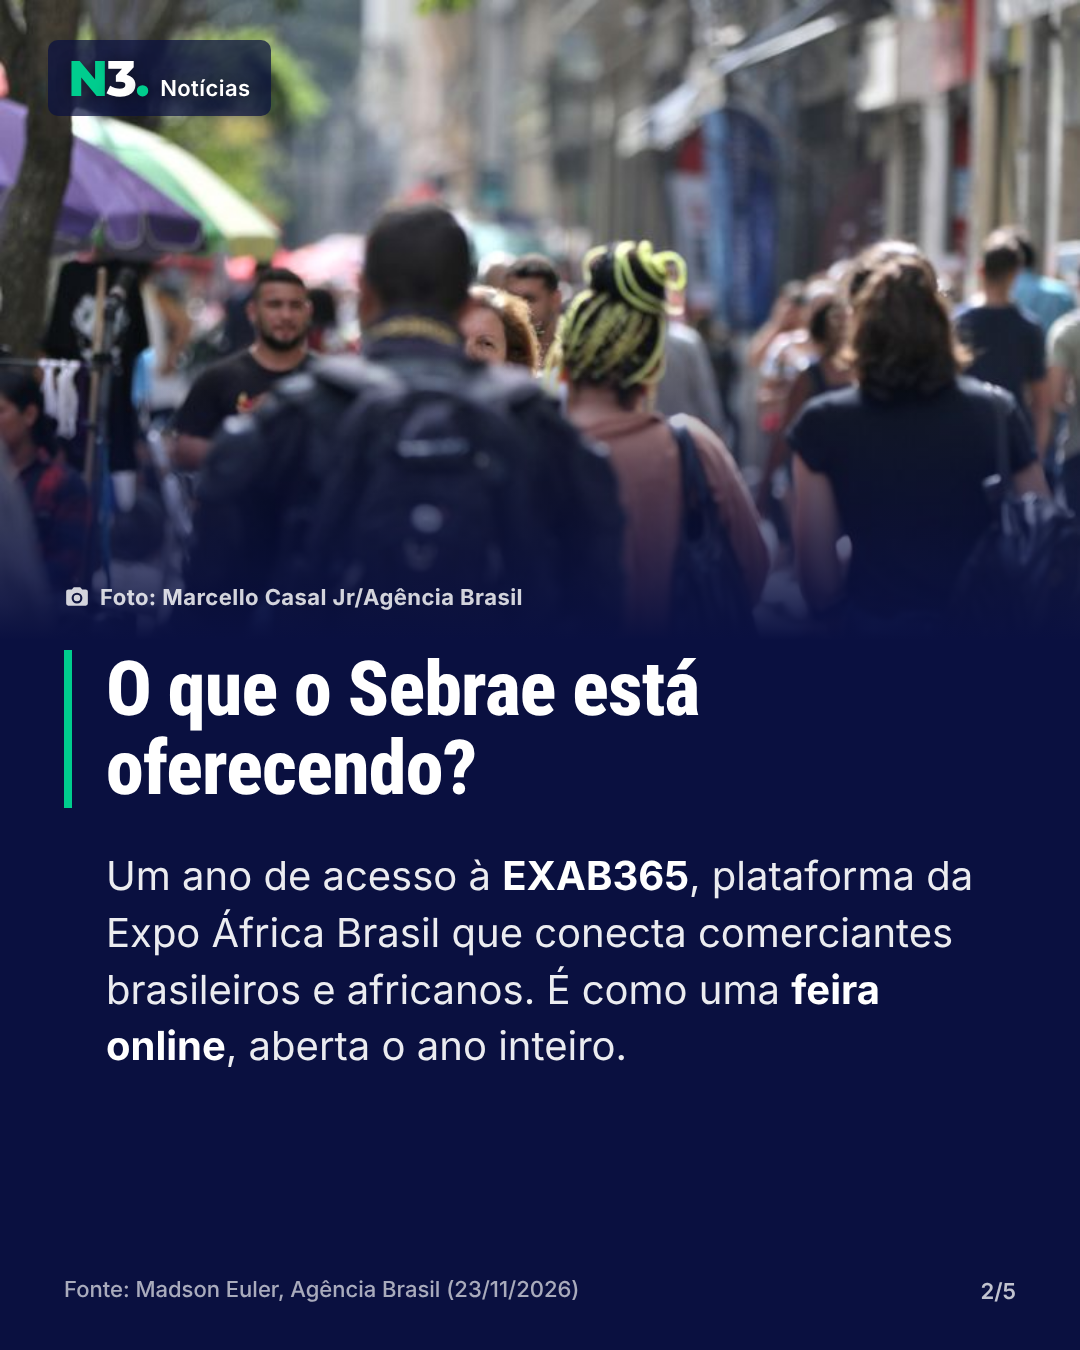 N3. Notícias
Foto: Marcello Casal Jr/Agência Brasil
O que o Sebrae está
oferecendo?
Um ano de acesso à EXAB365, plataforma da
Expo África Brasil que conecta comerciantes
brasileiros e africanos. É como uma feira
online, aberta o ano inteiro.
Fonte: Madson Euler, Agência Brasil (23/11/2026)
2/5